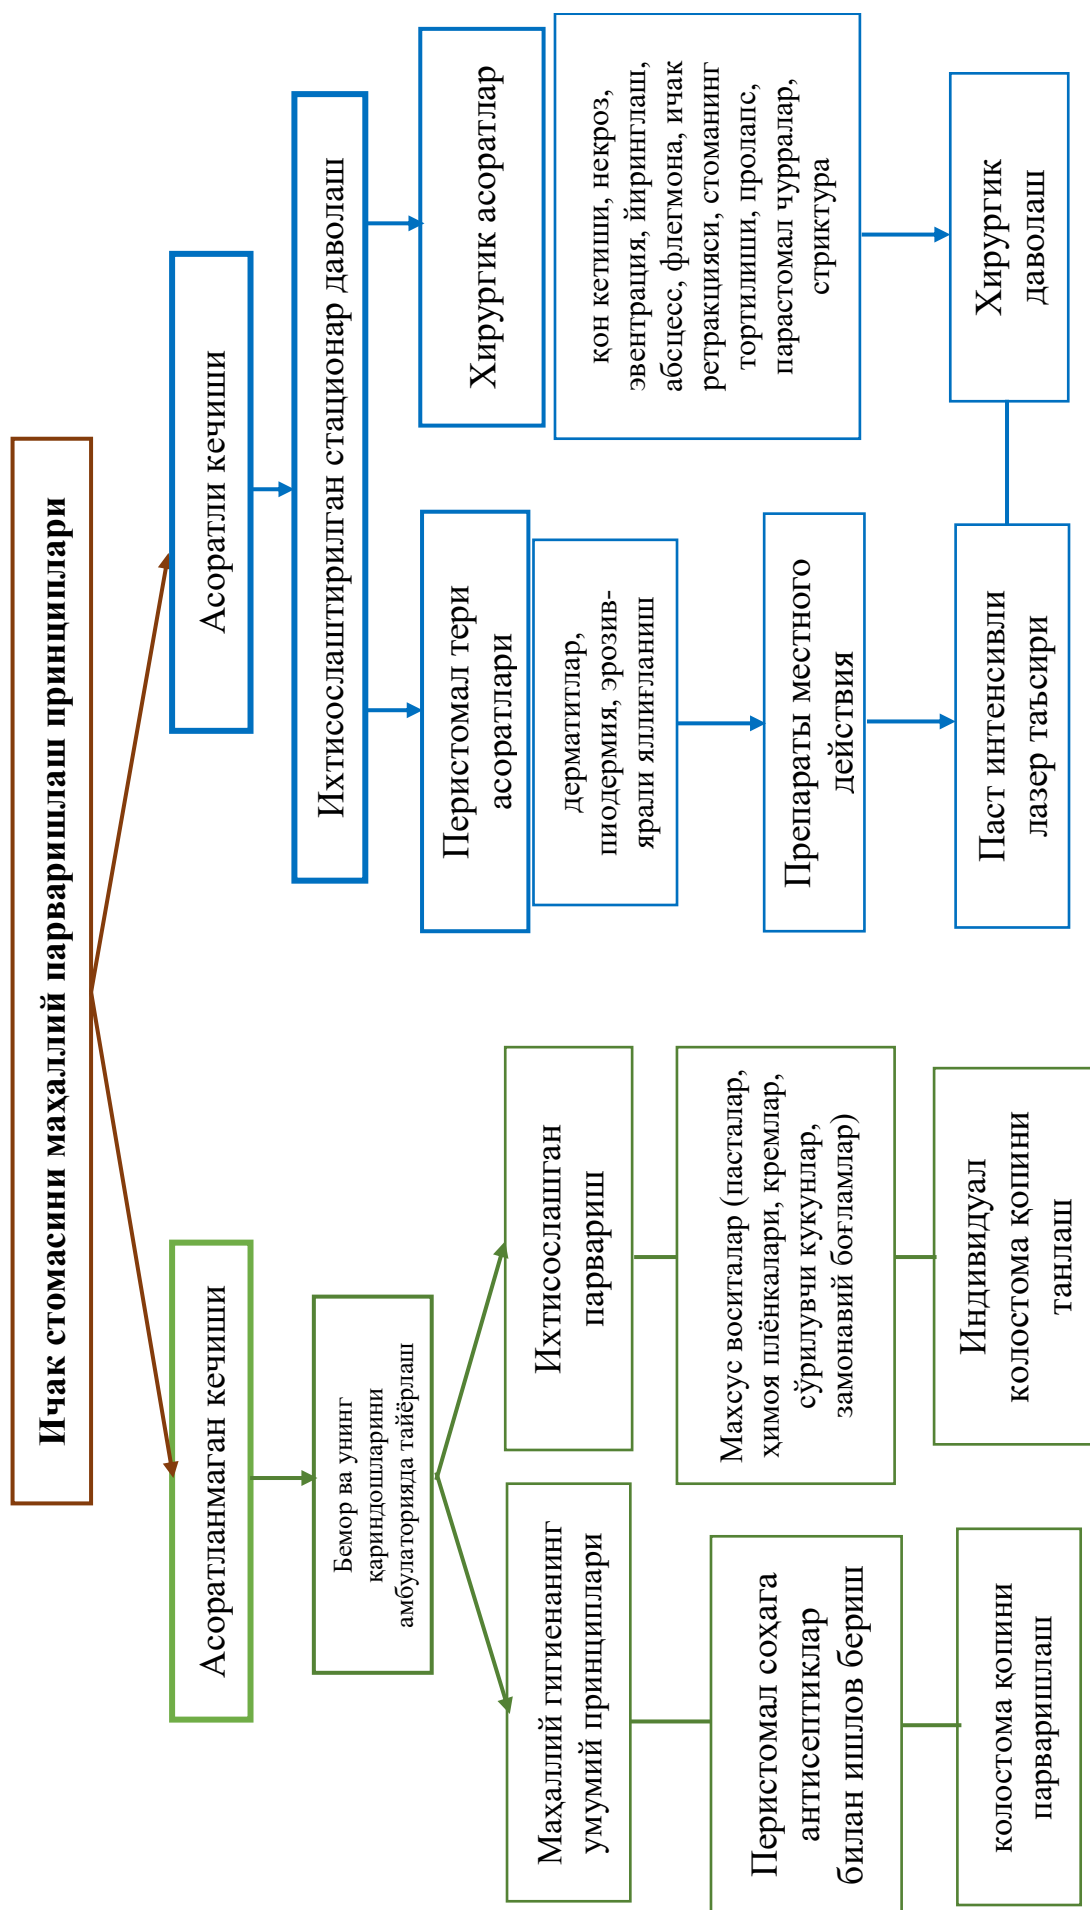 Ичак стомасини маҳаллий парваришлаш принциплари
Асоратланмаган кечиши
Асоратли кечиши
Бемор ва унинг
қариндошларини
амбулаторияда тайёрлаш
Ихтисослаштирилган стационар даволаш
Маҳаллий гигиенанинг
умумий принциплари
Ихтисослашган
парвариш
Перистомал тери
асоратлари
Хирургик асоратлар
Перистомал соҳага
антисептиклар
билан ишлов бериш
Махсус воситалар (пасталар,
ҳимоя плёнкалари, кремлар,
сўрилувчи кукунлар,
замонавий боғламлар)
дерматитлар,
пиодермия, эрозив-
ярали яллиғланиш
қон кетиши, некроз,
эвентрация, йиринглаш,
абсцесс, флегмона, ичак
ретракцияси, стоманинг
тортилиши, пролапс,
парастомал чурралар,
стриктура
Препараты местного
действия
колостома қопини
парваришлаш
Индивидуал
колостома қопини
танлаш
Паст интенсивли
лазер таъсири
Хирургик
даволаш